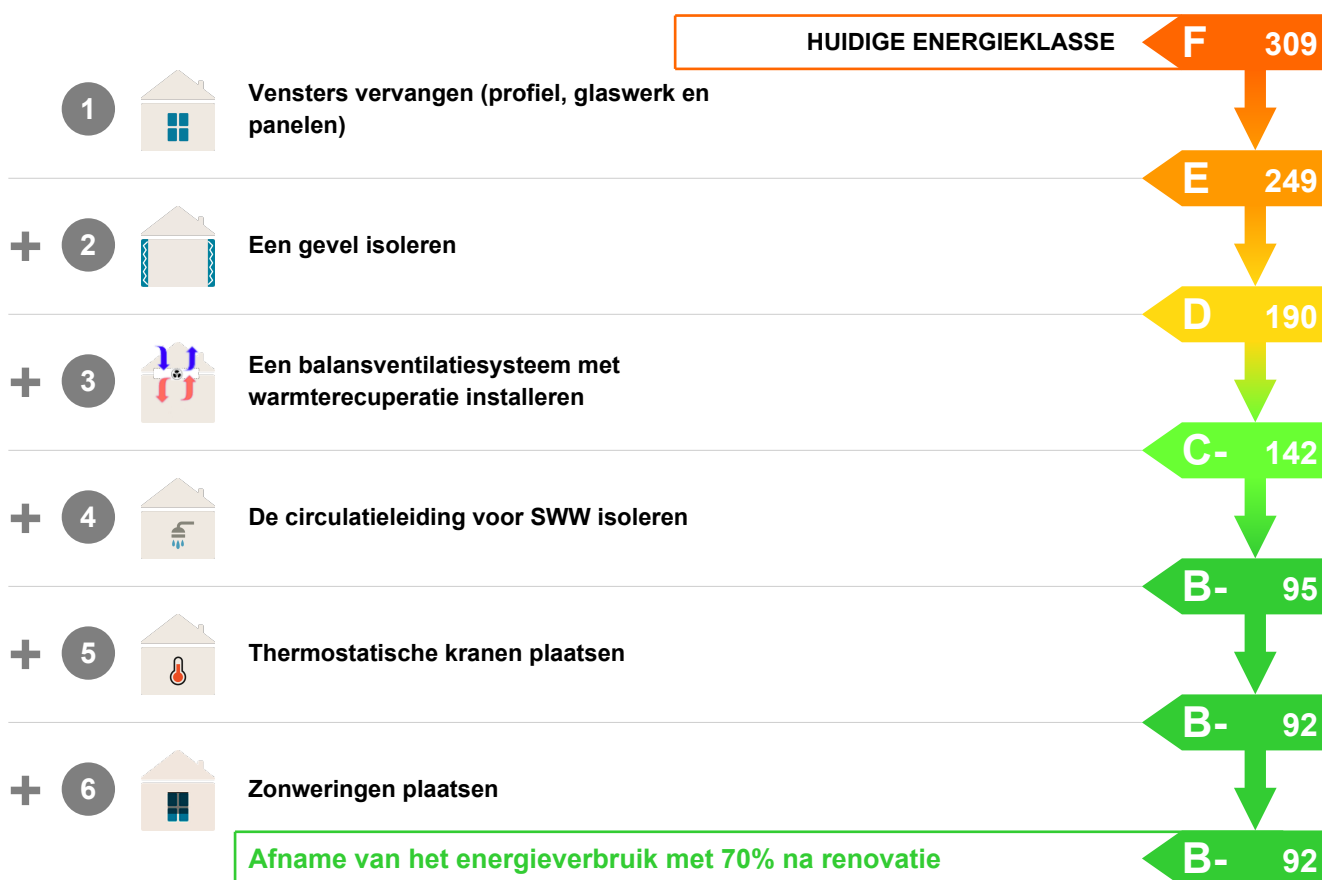 HUIDIGE ENERGIEKLASSE F 309
1 Vensters vervangen (profiel, glaswerk en
panelen)
E 249
+ 2 Een gevel isoleren
D 190
+ 3 Een balansventilatiesysteem met
warmterecuperatie installeren
C- 142
+ 4 De circulatieleiding voor SWW isoleren
B- 95
+ 5 Thermostatische kranen plaatsen
B- 92
+ 6 Zonweringen plaatsen
Afname van het energieverbruik met 70% na renovatie B- 92